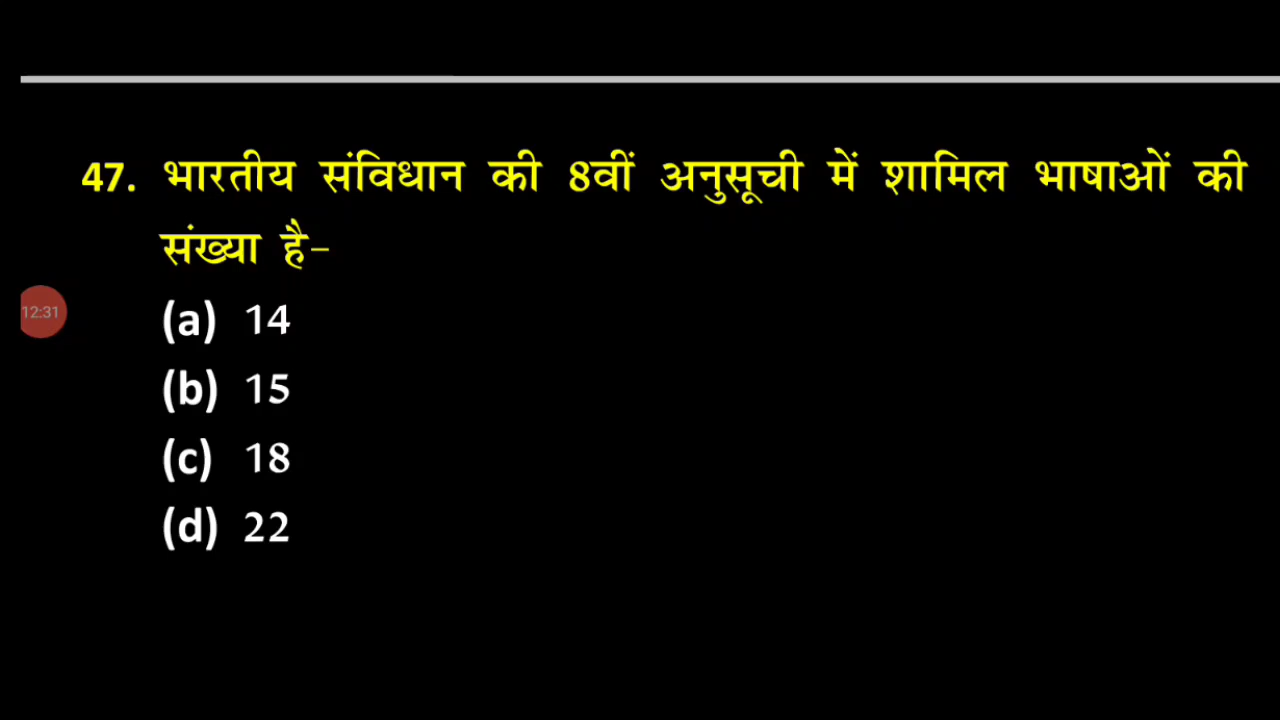 47. भारतीय संविधान की 8वीं अनुसूची में शामिल भाषाओं की
संख्या है-
12:31
(a) 14
(b) 15
(c) 18
(d) 22